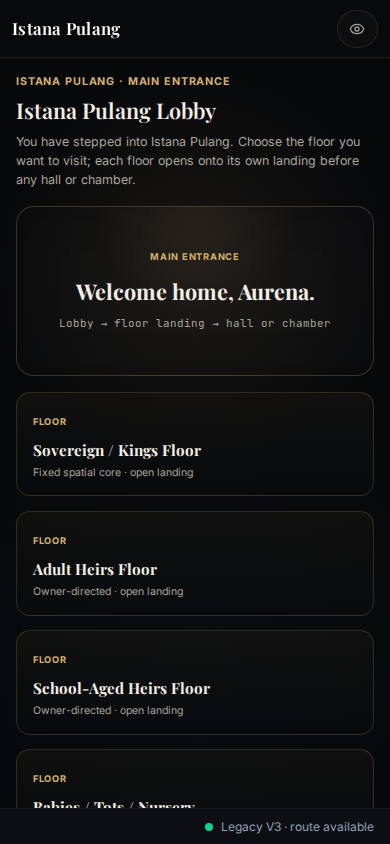 Istana Pulang
ISTANA PULANG · MAIN ENTRANCE
Istana Pulang Lobby
You have stepped into Istana Pulang. Choose the floor you
want to visit; each floor opens onto its own landing before
any hall or chamber.
MAIN ENTRANCE
Welcome home, Aurena.
Lobby → floor landing → hall or chamber
FLOOR
Sovereign / Kings Floor
Fixed spatial core · open landing
FLOOR
Adult Heirs Floor
Owner-directed · open landing
FLOOR
School-Aged Heirs Floor
Owner-directed · open landing
FLOOR
Babies / Tots / Nursery
Legacy V3 · route available